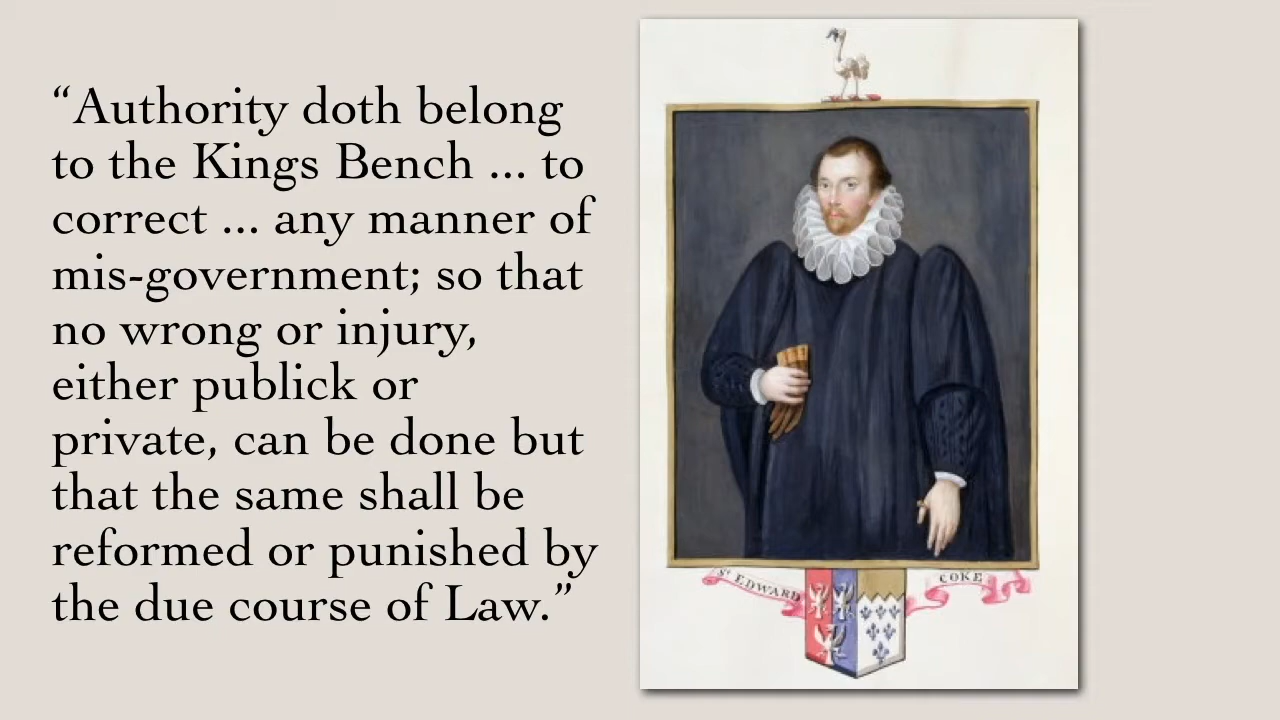 “Authority doth belong
to the Kings Bench ... to
correct ... any manner of
mis-government; so that
no wrong or injury,
either publick or
private, can be done but
that the same shall be
reformed or punished by
the due course of Law.”
Sr EDWARD COKE